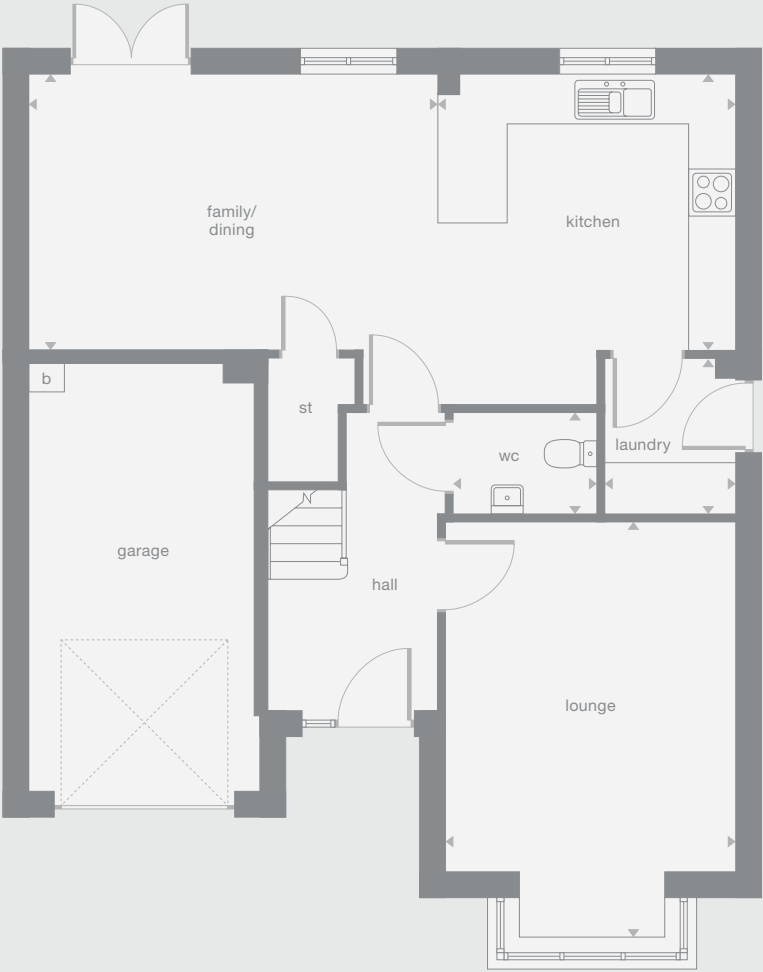 family/
dining
kitchen
b
st
wc
laundry
garage
hall
lounge